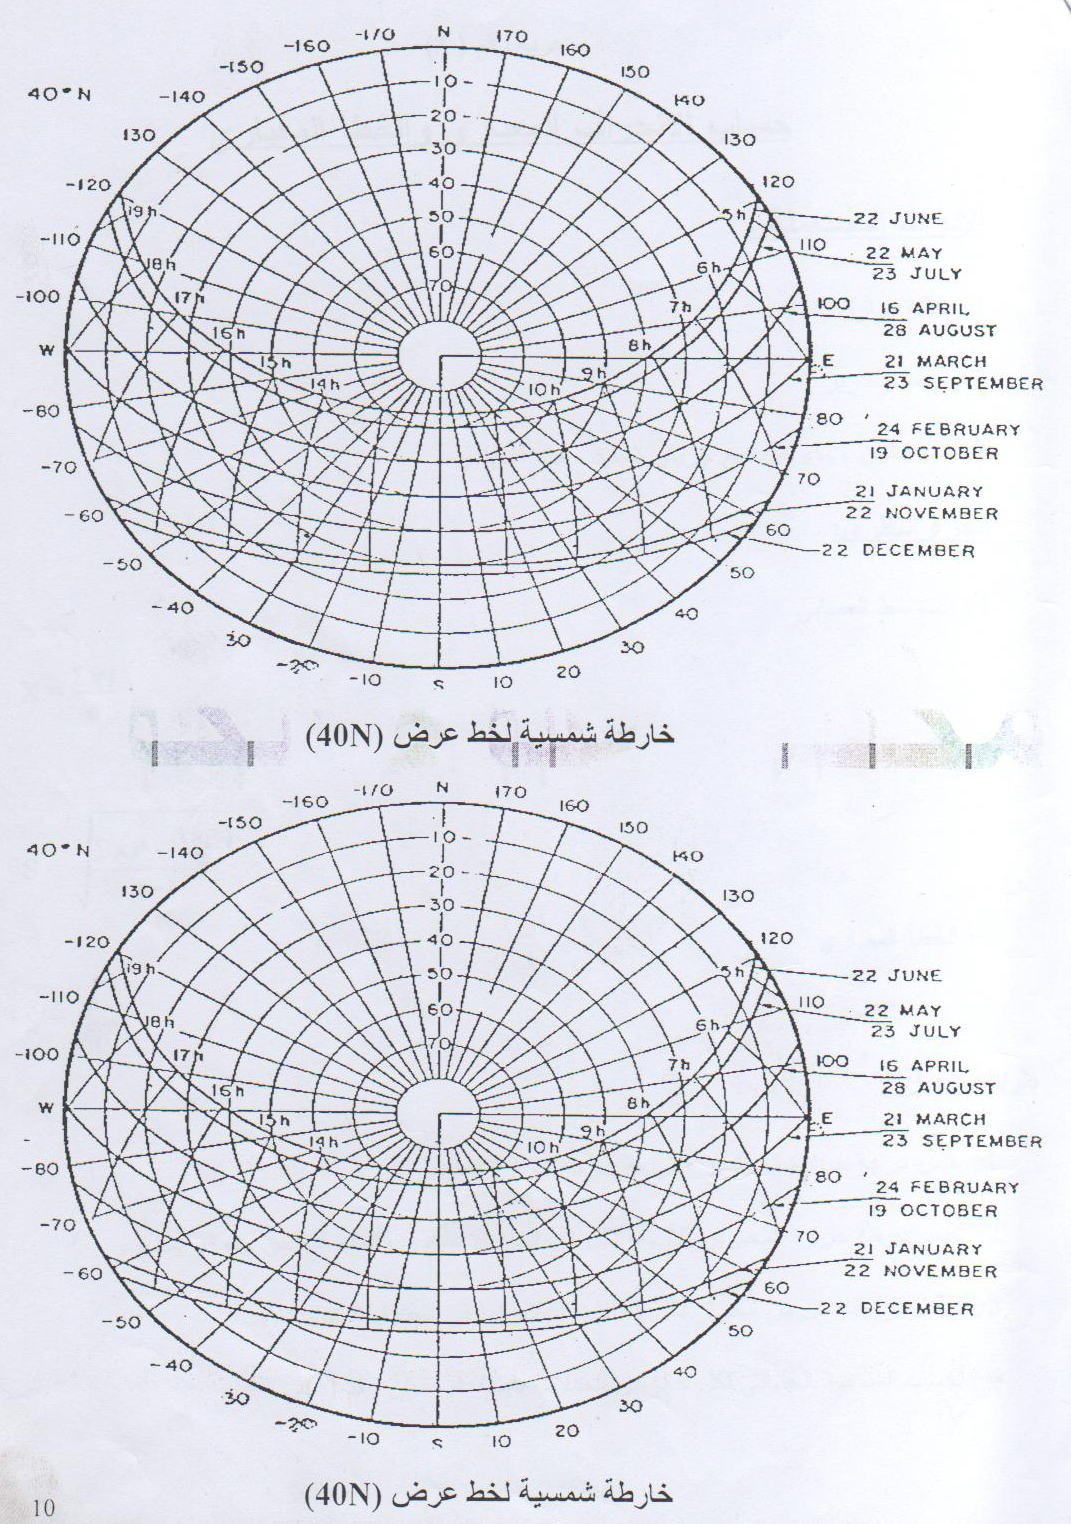 N
-170
170
-160
160
-150
150
40°N
-140
140
130
130
-120
120
-110
110
-100
100
W
E
-80
80
-70
70
-60
60
-50
50
-40
40
30
30
-20
20
-10
S
10
10
20
30
40
50
60
70
19h
18h
17h
16h
15h
14h
5h
6h
7h
8h
9h
10h
22 JUNE
22 MAY
23 JULY
16 APRIL
28 AUGUST
21 MARCH
23 SEPTEMBER
24 FEBRUARY
19 OCTOBER
21 JANUARY
22 NOVEMBER
22 DECEMBER
خارطة شمسية لخط عرض (40N)
N
-170
170
-160
160
-150
150
40°N
-140
140
130
130
-120
120
-110
110
-100
100
W
E
-80
80
-70
70
-60
60
-50
50
-40
40
30
30
-20
20
-10
S
10
10
20
30
40
50
60
70
19h
18h
17h
16h
15h
14h
5h
6h
7h
8h
9h
10h
22 JUNE
22 MAY
23 JULY
16 APRIL
28 AUGUST
21 MARCH
23 SEPTEMBER
24 FEBRUARY
19 OCTOBER
21 JANUARY
22 NOVEMBER
22 DECEMBER
خارطة شمسية لخط عرض (40N)
10